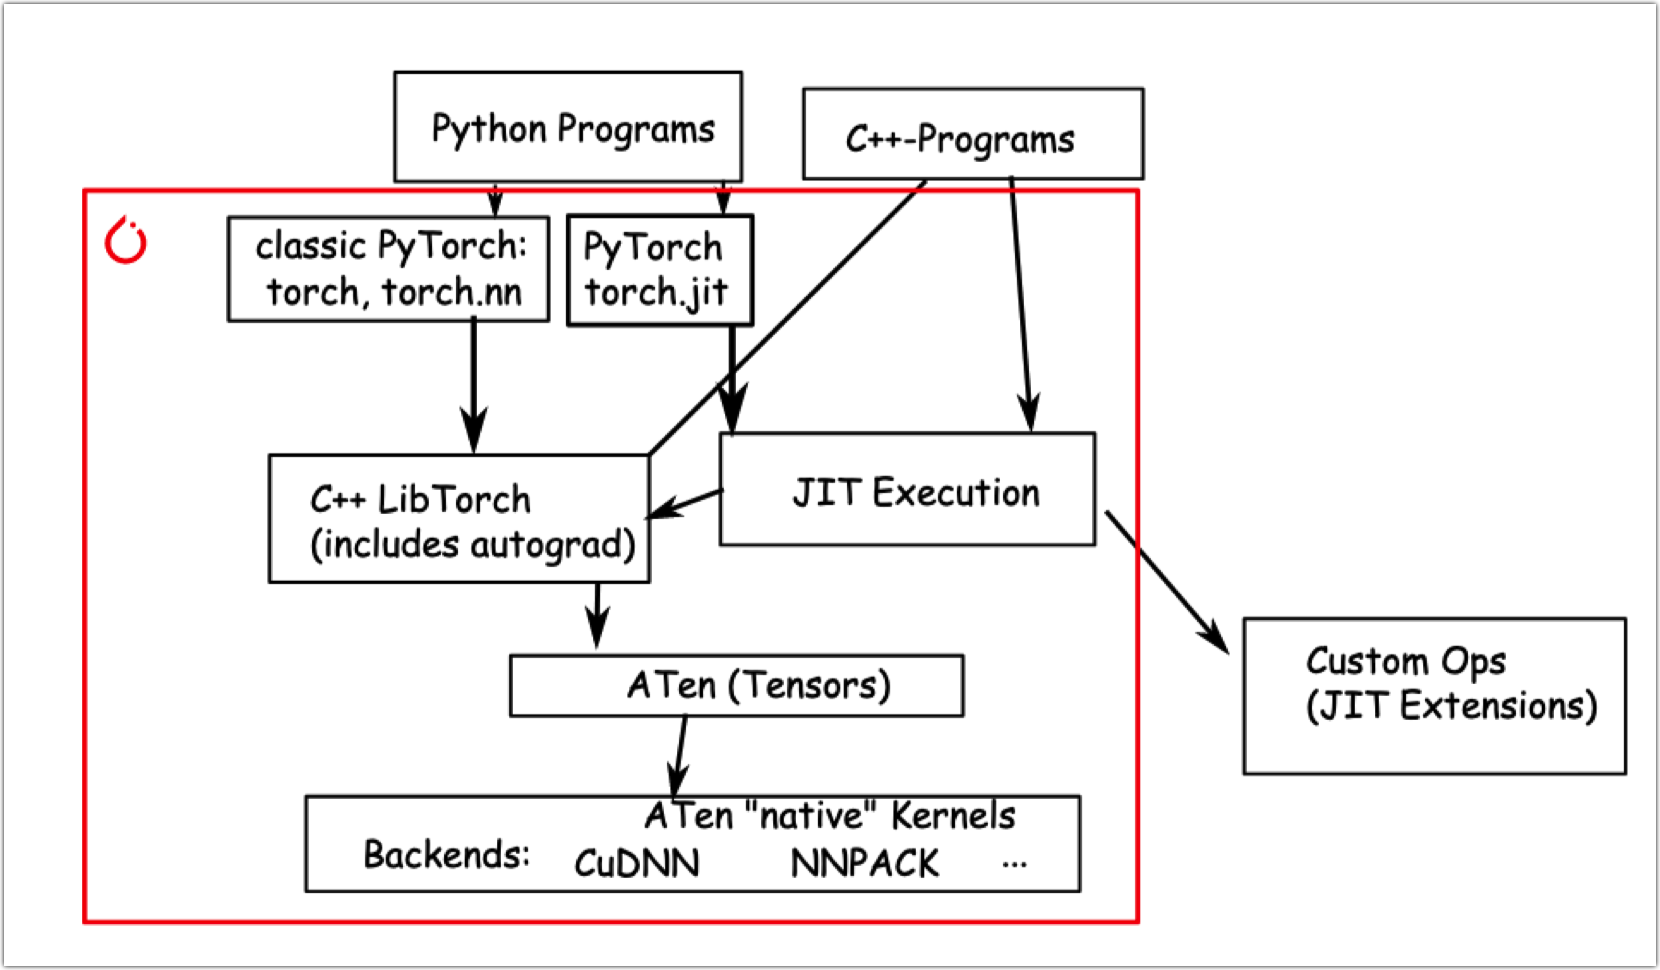 Python Programs
C++-Programs
classic PyTorch:
torch, torch.nn
PyTorch
torch.jit
C++ LibTorch
(includes autograd)
JIT Execution
Custom Ops
(JIT Extensions)
ATen (Tensors)
ATen "native" Kernels
Backends: CuDNN NNPACK ...